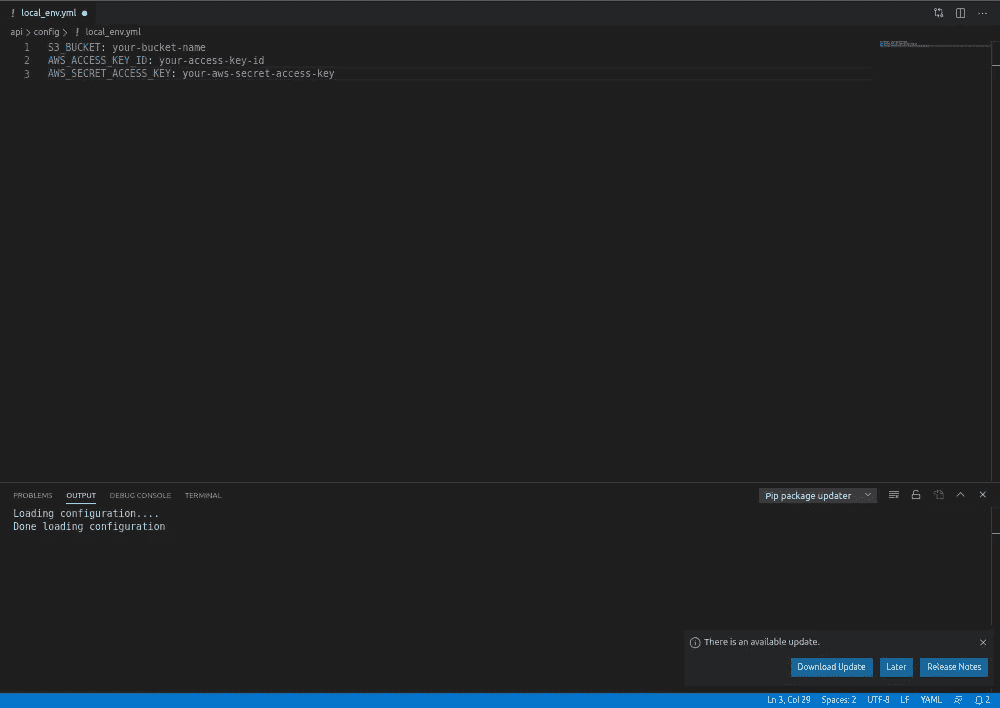 ! local_env.yml ●
api > config > ! local_env.yml
1 S3_BUCKET: your-bucket-name
2 AWS_ACCESS_KEY_ID: your-access-key-id
3 AWS_SECRET_ACCESS_KEY: your-aws-secret-access-key
PROBLEMS OUTPUT DEBUG CONSOLE TERMINAL Pip package updater
Loading configuration....
Done loading configuration
There is an available update.
Download Update Later Release Notes
Ln 3, Col 29 Spaces: 2 UTF-8 LF YAML 2